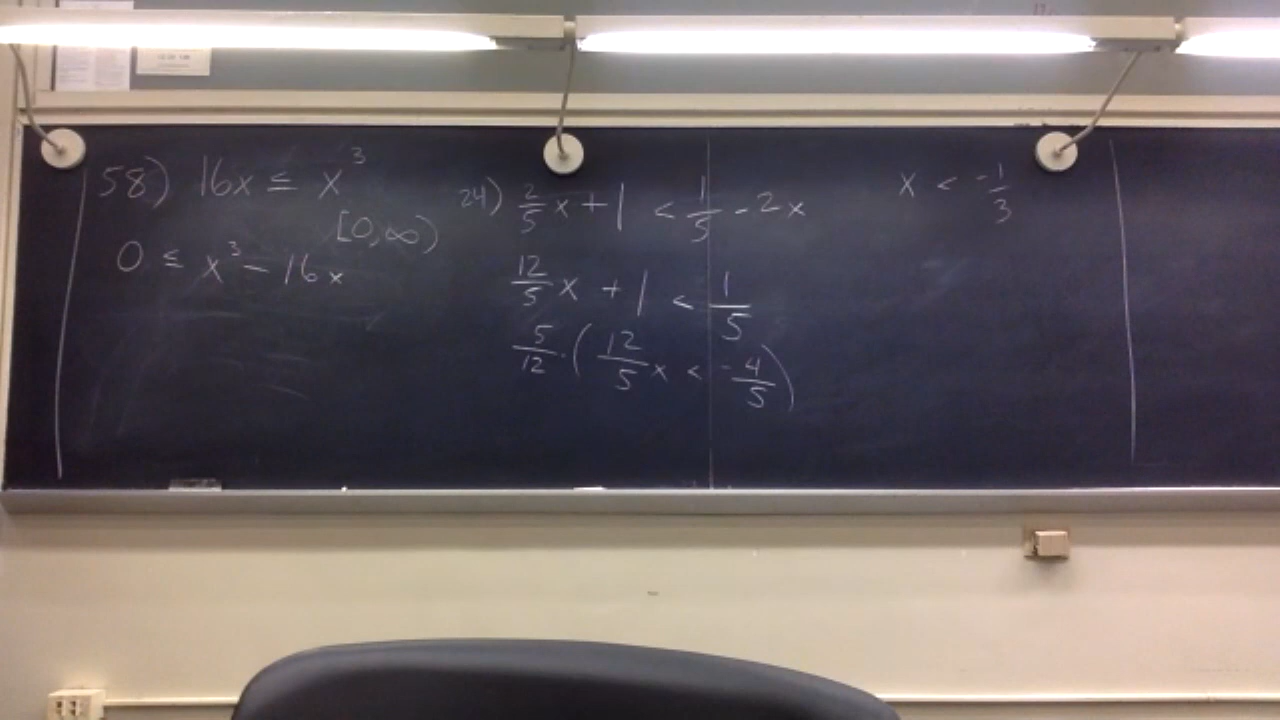 58) 16x ≤ x³
[0,∞)
0 ≤ x³ - 16x
24) 2/5 x + 1 < 1/5 - 2x
12/5 x + 1 < 1/5
5/12 · ( 12/5 x < - 4/5 )
x < - 1/3